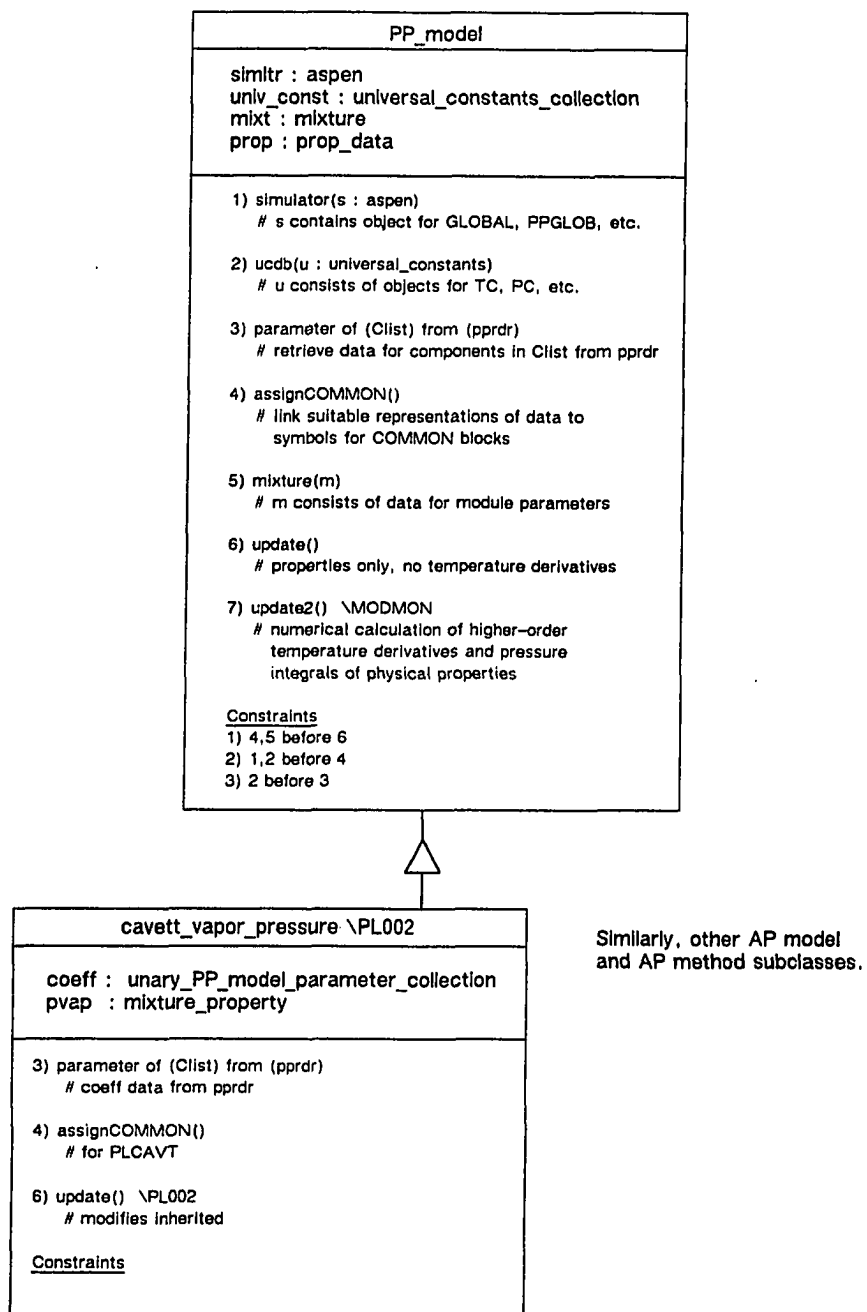 PP_model
simltr : aspen
univ_const : universal_constants_collection
mixt : mixture
prop : prop_data
1) simulator(s : aspen)
# s contains object for GLOBAL, PPGLOB, etc.
2) ucdb(u : universal_constants)
# u consists of objects for TC, PC, etc.
3) parameter of (Clist) from (pprdr)
# retrieve data for components in Clist from pprdr
4) assignCOMMON()
# link suitable representations of data to
symbols for COMMON blocks
5) mixture(m)
# m consists of data for module parameters
6) update()
# properties only, no temperature derivatives
7) update2() \MODMON
# numerical calculation of higher-order
temperature derivatives and pressure
integrals of physical properties
Constraints
1) 4,5 before 6
2) 1,2 before 4
3) 2 before 3
cavett_vapor_pressure \PL002
coeff : unary_PP_model_parameter_collection
pvap : mixture_property
3) parameter of (Clist) from (pprdr)
# coeff data from pprdr
4) assignCOMMON()
# for PLCAVT
6) update() \PL002
# modifies inherited
Constraints
Similarly, other AP model
and AP method subclasses.